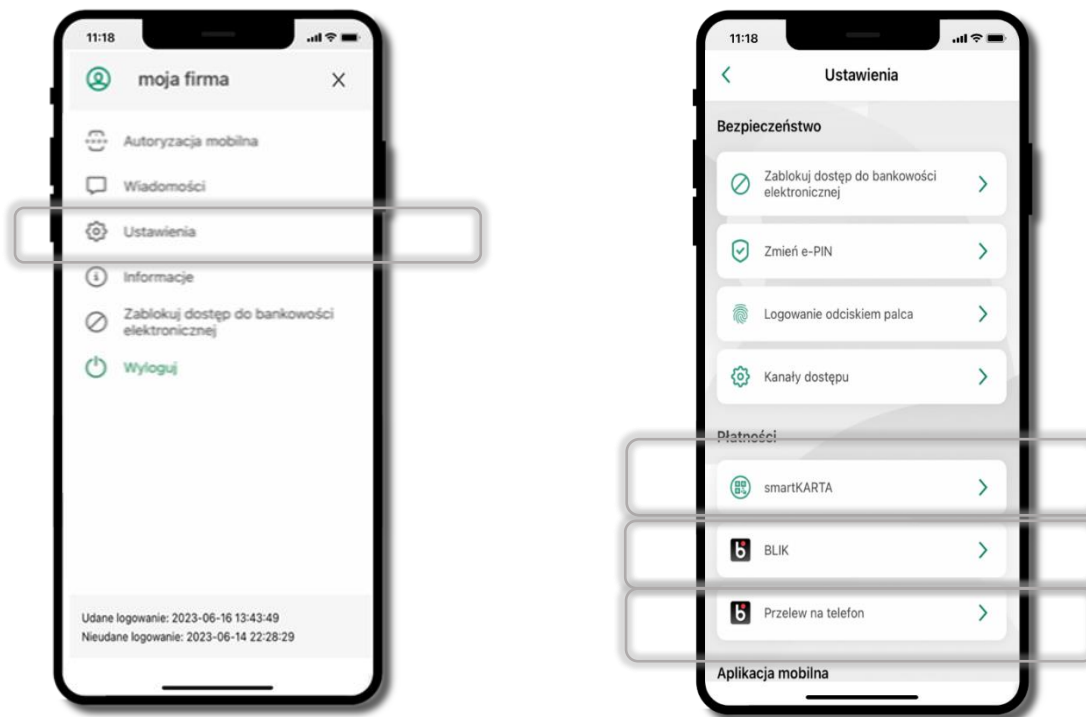 11:18
moja firma
Autoryzacja mobilna
Wiadomości
Ustawienia
Informacje
Zablokuj dostęp do bankowości
elektronicznej
Wyloguj
Udane logowanie: 2023-06-16 13:43:49
Nieudane logowanie: 2023-06-14 22:28:29
11:18
Ustawienia
Bezpieczeństwo
Zablokuj dostęp do bankowości
elektronicznej
Zmień e-PIN
Logowanie odciskiem palca
Kanały dostępu
Płatności
smartKARTA
BLIK
Przelew na telefon
Aplikacja mobilna